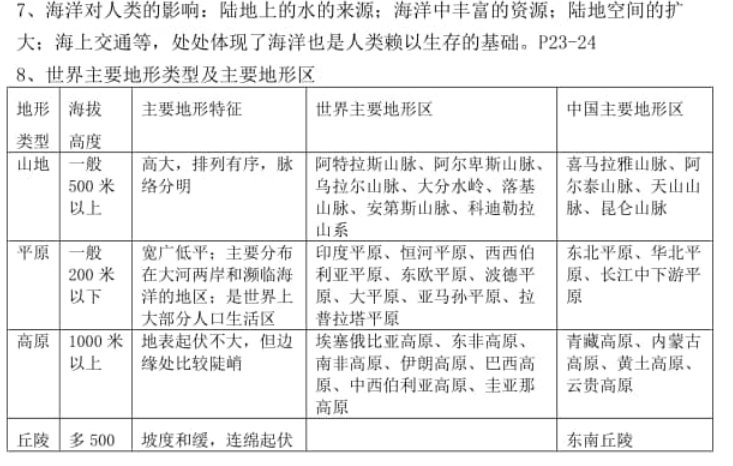 7、海洋对人类的影响：陆地上的水的来源；海洋中丰富的资源；陆地空间的扩
大；海上交通等，处处体现了海洋也是人类赖以生存的基础。P23-24
8、世界主要地形类型及主要地形区
地形类型 海拔高度 主要地形特征 世界主要地形区 中国主要地形区
山地 一般 高大，排列有序，脉 阿特拉斯山脉、阿尔卑斯山脉、 喜马拉雅山脉、阿
500 米 络分明 乌拉尔山脉、大分水岭、落基 尔泰山脉、天山山
以上 山脉、安第斯山脉、科迪勒拉 脉、昆仑山脉
山系
平原 一般 宽广低平；主要分布 印度平原、恒河平原、西西伯 东北平原、华北平
200 米 在大河两岸和濒临海 利亚平原、东欧平原、波德平 原、长江中下游平
以下 洋的地区；是世界上 原、大平原、亚马孙平原、拉 原
大部分人口生活区 普拉塔平原
高原 1000 米 地表起伏不大，但边 埃塞俄比亚高原、东非高原、 青藏高原、内蒙古
以上 缘处比较陡峭 南非高原、伊朗高原、巴西高 高原、黄土高原、
原、中西伯利亚高原、圭亚那 云贵高原
高原
丘陵 多 500 坡度和缓，连绵起伏 东南丘陵